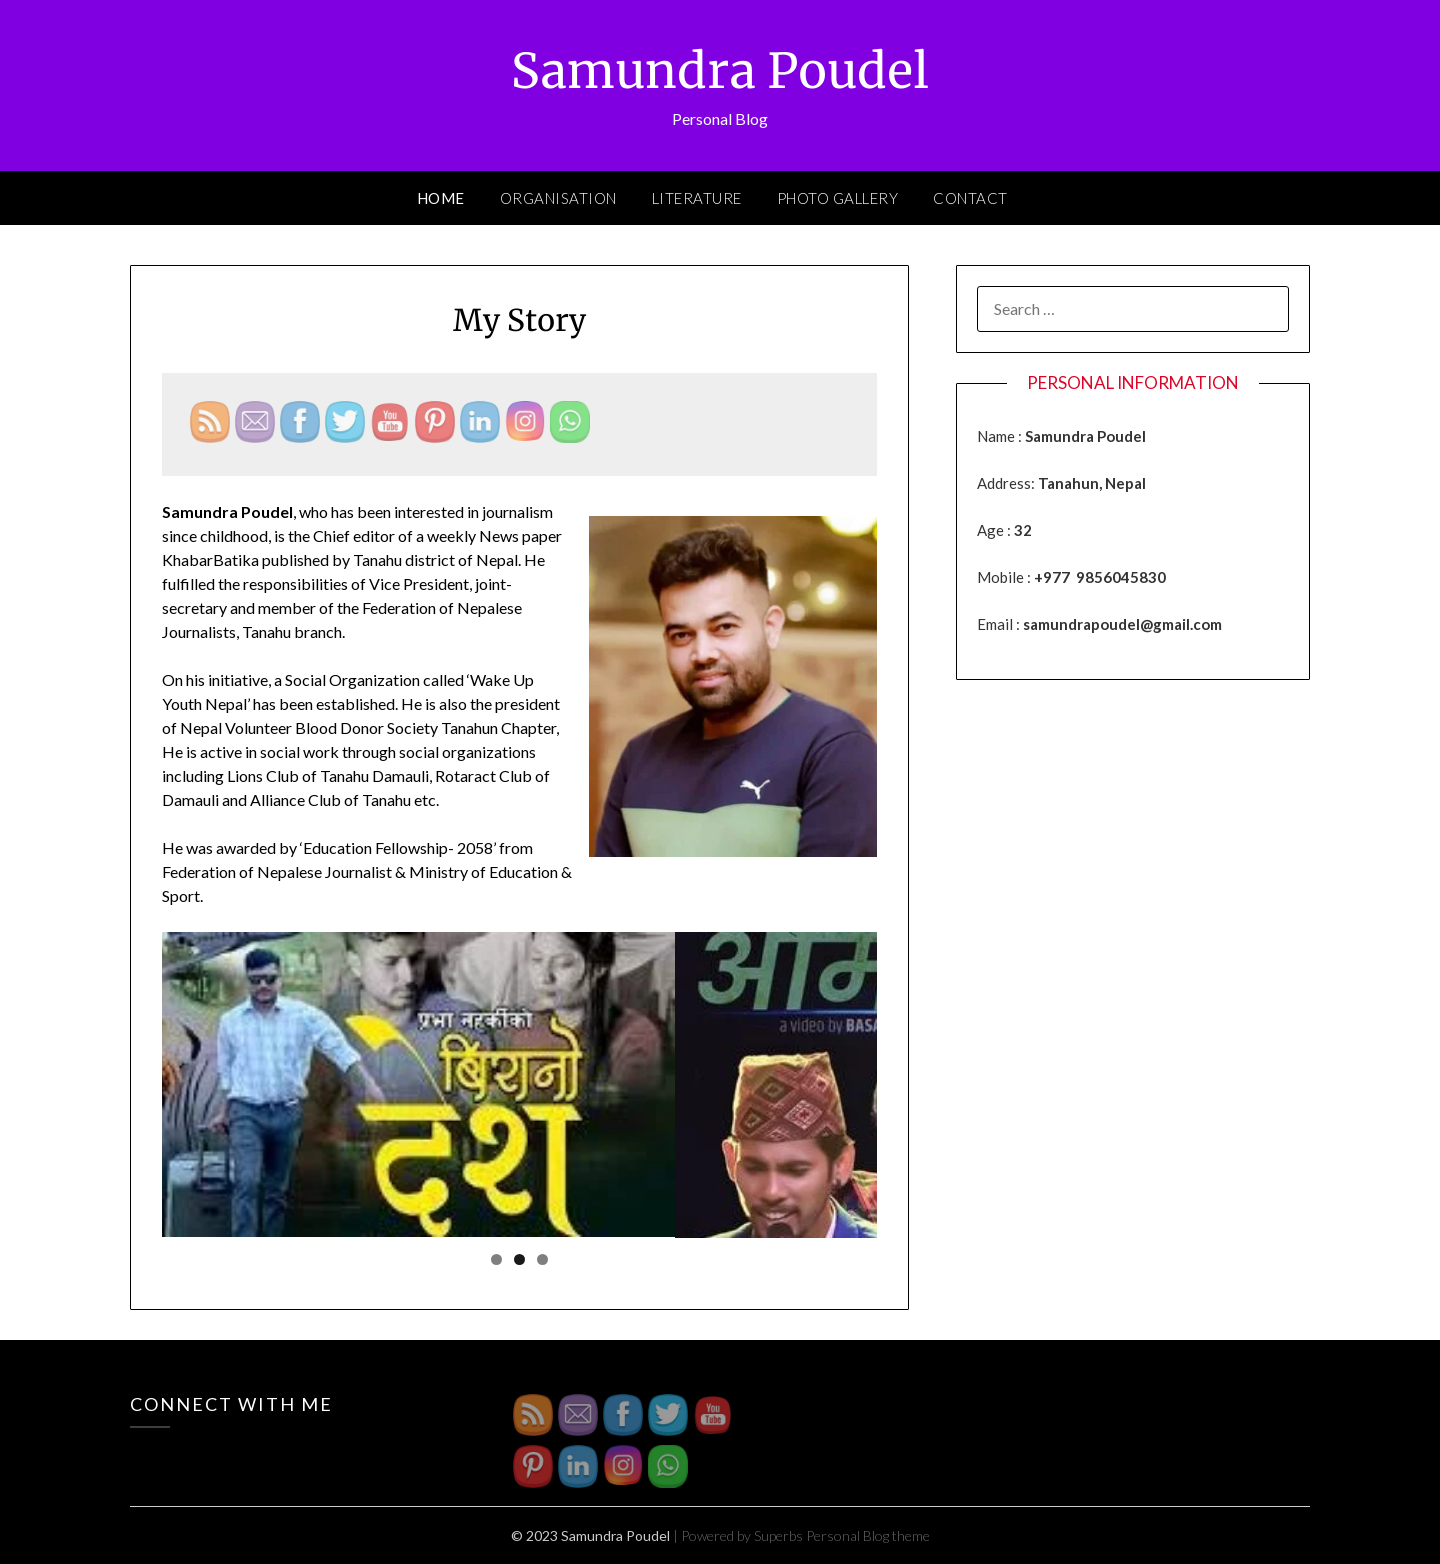 Samundra Poudel
Personal Blog
HOME
ORGANISATION
LITERATURE
PHOTO GALLERY
CONTACT
My Story
You
Tube
Samundra Poudel, who has been interested in journalism
since childhood, is the Chief editor of a weekly News paper
KhabarBatika published by Tanahu district of Nepal. He
fulfilled the responsibilities of Vice President, joint-
secretary and member of the Federation of Nepalese
Journalists, Tanahu branch.
On his initiative, a Social Organization called ‘Wake Up
Youth Nepal’ has been established. He is also the president
of Nepal Volunteer Blood Donor Society Tanahun Chapter,
He is active in social work through social organizations
including Lions Club of Tanahu Damauli, Rotaract Club of
Damauli and Alliance Club of Tanahu etc.
He was awarded by ‘Education Fellowship- 2058’ from
Federation of Nepalese Journalist & Ministry of Education &
Sport.
बिरानो
देश
a video by BASA
Search …
PERSONAL INFORMATION
Name : Samundra Poudel
Address: Tanahun, Nepal
Age : 32
Mobile : +977 9856045830
Email : samundrapoudel@gmail.com
CONNECT WITH ME
You
Tube
© 2023 Samundra Poudel | Powered by Superbs Personal Blog theme